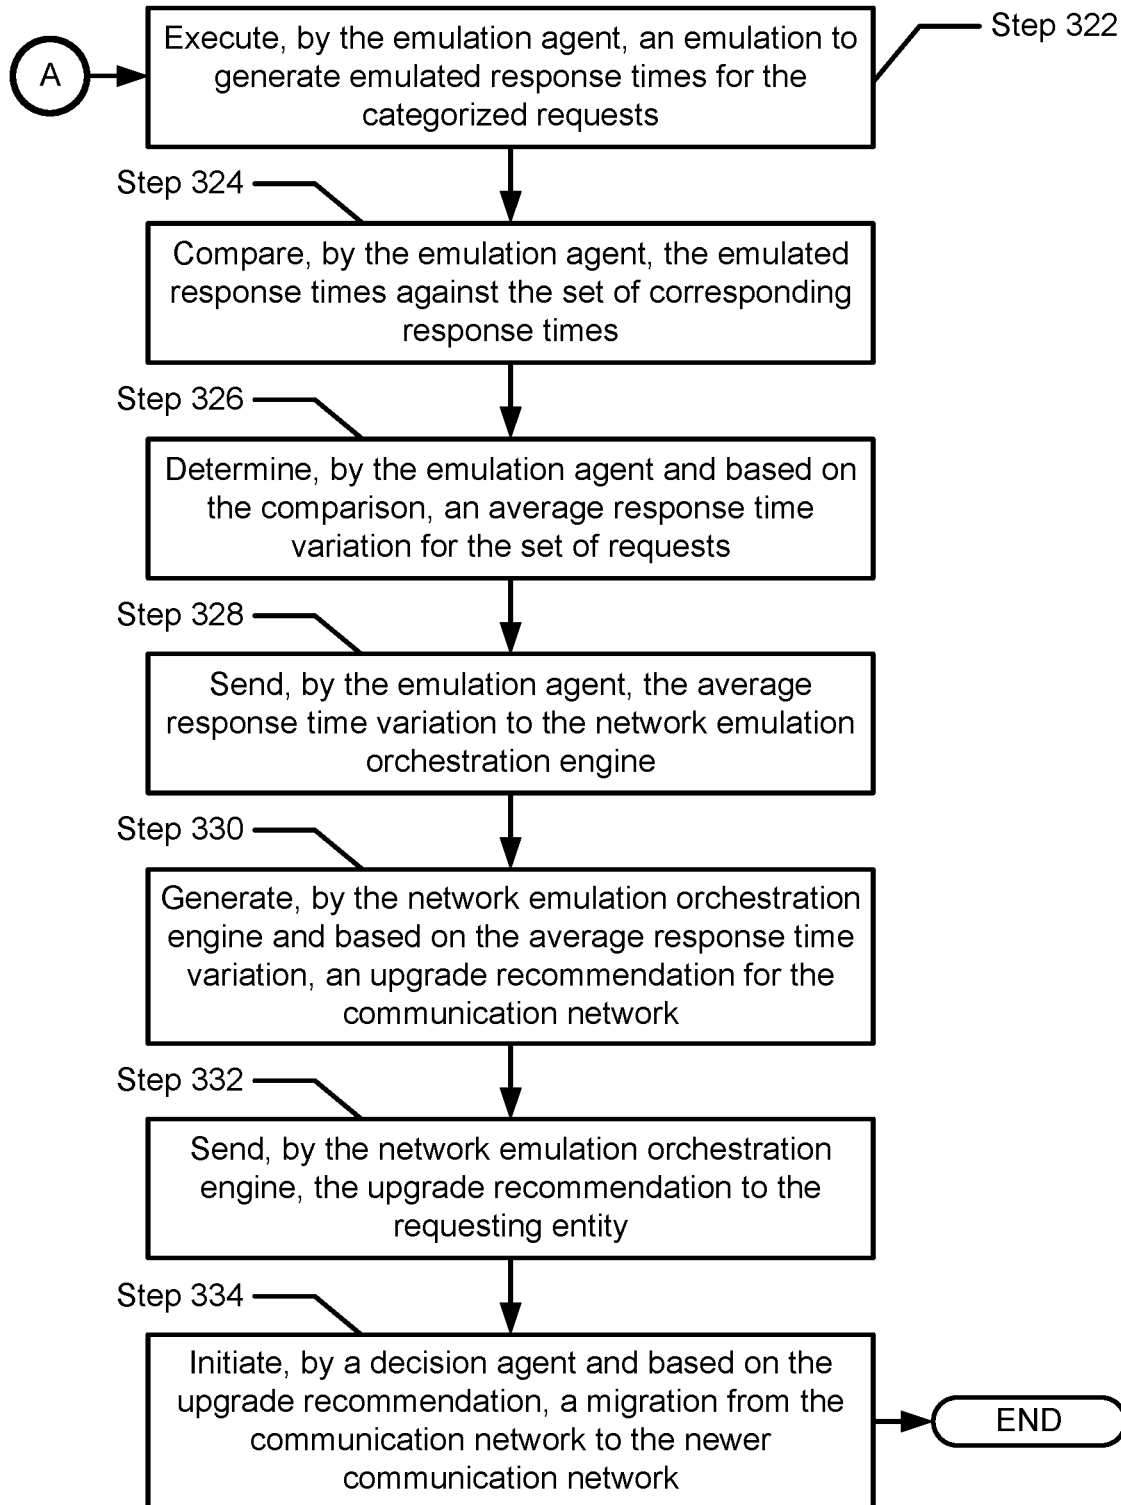 Step 322
A
Execute, by the emulation agent, an emulation to
generate emulated response times for the
categorized requests
Step 324
Compare, by the emulation agent, the emulated
response times against the set of corresponding
response times
Step 326
Determine, by the emulation agent and based on
the comparison, an average response time
variation for the set of requests
Step 328
Send, by the emulation agent, the average
response time variation to the network emulation
orchestration engine
Step 330
Generate, by the network emulation orchestration
engine and based on the average response time
variation, an upgrade recommendation for the
communication network
Step 332
Send, by the network emulation orchestration
engine, the upgrade recommendation to the
requesting entity
Step 334
Initiate, by a decision agent and based on the
upgrade recommendation, a migration from the
communication network to the newer
communication network
END